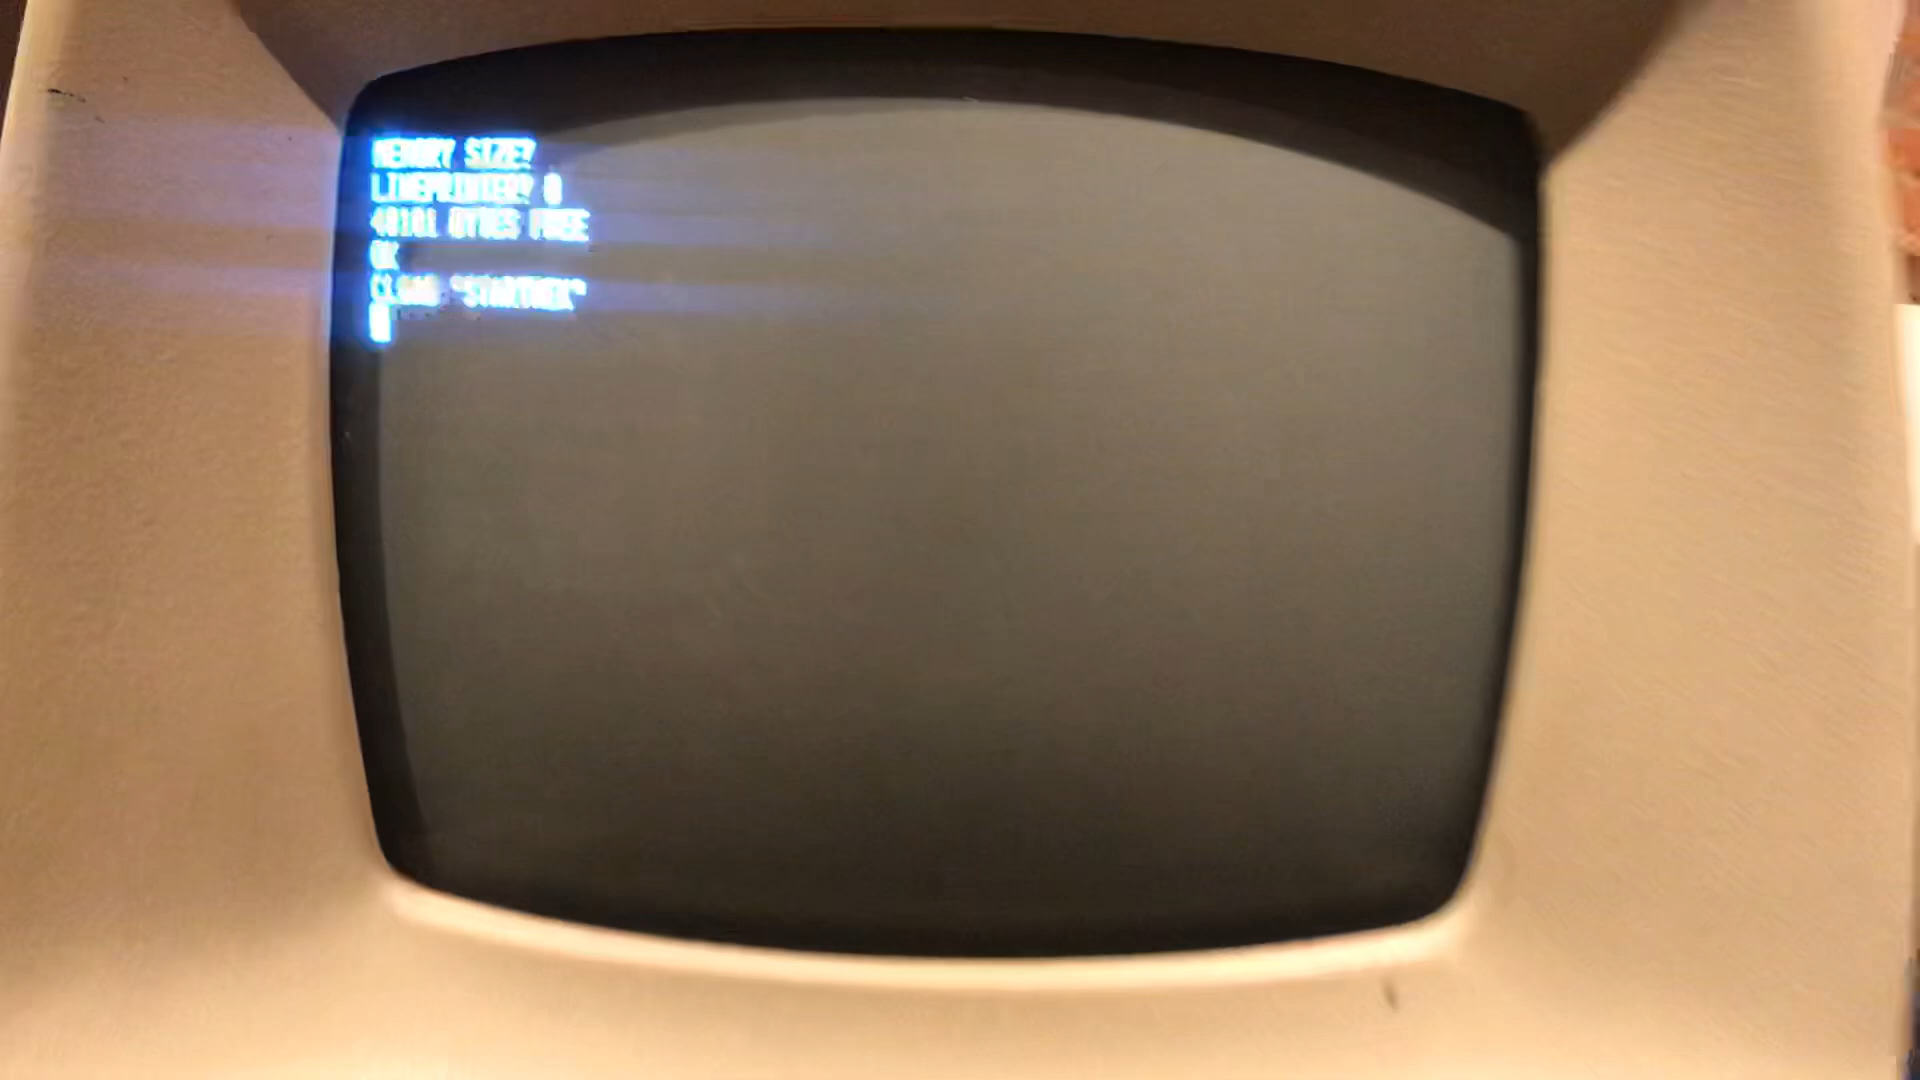 MEMORY SIZE?
LINEPRINTER? 0
48181 BYTES FREE
OK
CLOAD "STARTREK"